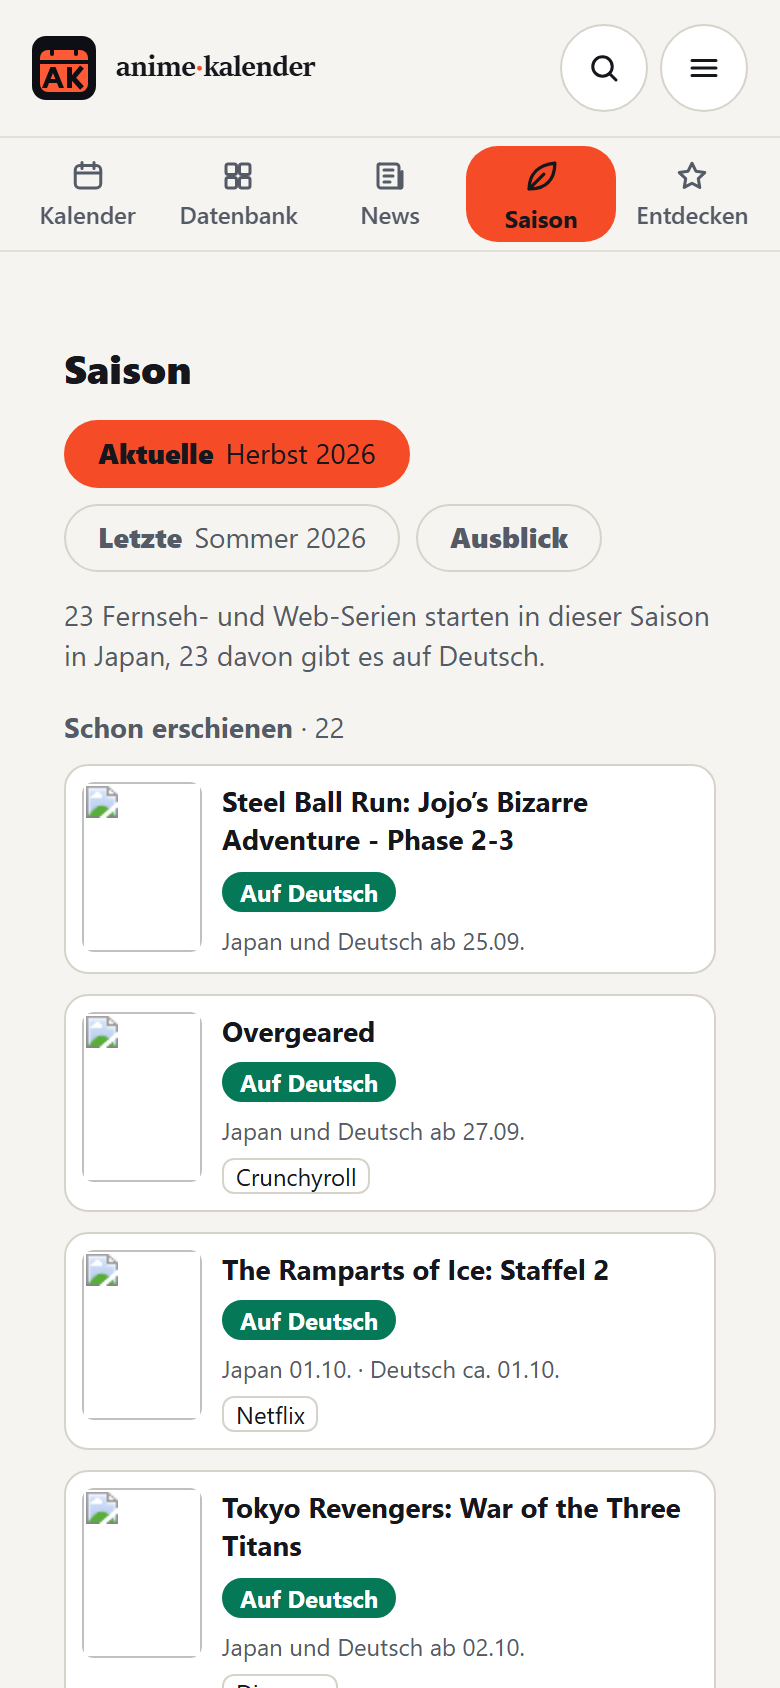 AK
anime·kalender
Kalender
Datenbank
News
Saison
Entdecken
Saison
Aktuelle Herbst 2026
Letzte Sommer 2026
Ausblick
23 Fernseh- und Web-Serien starten in dieser Saison
in Japan, 23 davon gibt es auf Deutsch.
Schon erschienen · 22
Steel Ball Run: Jojo’s Bizarre
Adventure - Phase 2-3
Auf Deutsch
Japan und Deutsch ab 25.09.
Overgeared
Auf Deutsch
Japan und Deutsch ab 27.09.
Crunchyroll
The Ramparts of Ice: Staffel 2
Auf Deutsch
Japan 01.10. · Deutsch ca. 01.10.
Netflix
Tokyo Revengers: War of the Three
Titans
Auf Deutsch
Japan und Deutsch ab 02.10.